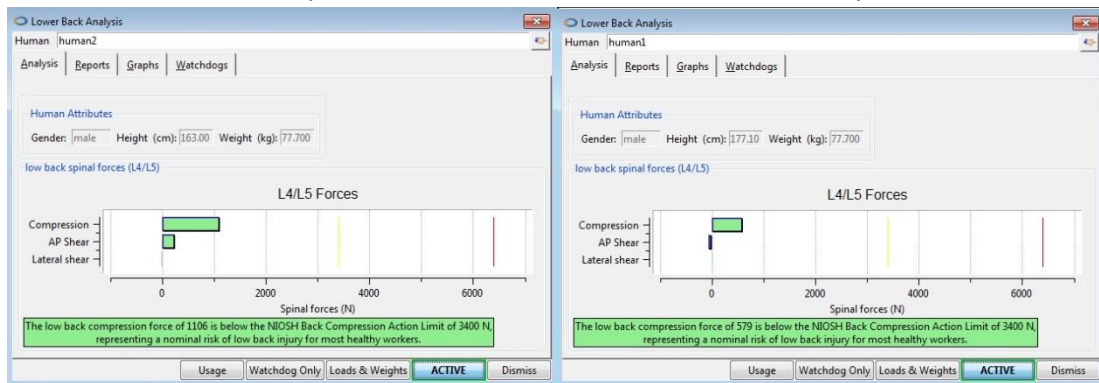 Lower Back Analysis
Human human2
Analysis Reports Graphs Watchdogs
Human Attributes
Gender: male Height (cm): 163.00 Weight (kg): 77.700
low back spinal forces (L4/L5)
L4/L5 Forces
Compression
AP Shear
Lateral shear
0 2000 4000 6000
Spinal forces (N)
The low back compression force of 1106 is below the NIOSH Back Compression Action Limit of 3400 N,
representing a nominal risk of low back injury for most healthy workers.
Usage Watchdog Only Loads & Weights ACTIVE Dismiss
Lower Back Analysis
Human human1
Analysis Reports Graphs Watchdogs
Human Attributes
Gender: male Height (cm): 177.10 Weight (kg): 77.700
low back spinal forces (L4/L5)
L4/L5 Forces
Compression
AP Shear
Lateral shear
0 2000 4000 6000
Spinal forces (N)
The low back compression force of 579 is below the NIOSH Back Compression Action Limit of 3400 N,
representing a nominal risk of low back injury for most healthy workers.
Usage Watchdog Only Loads & Weights ACTIVE Dismiss